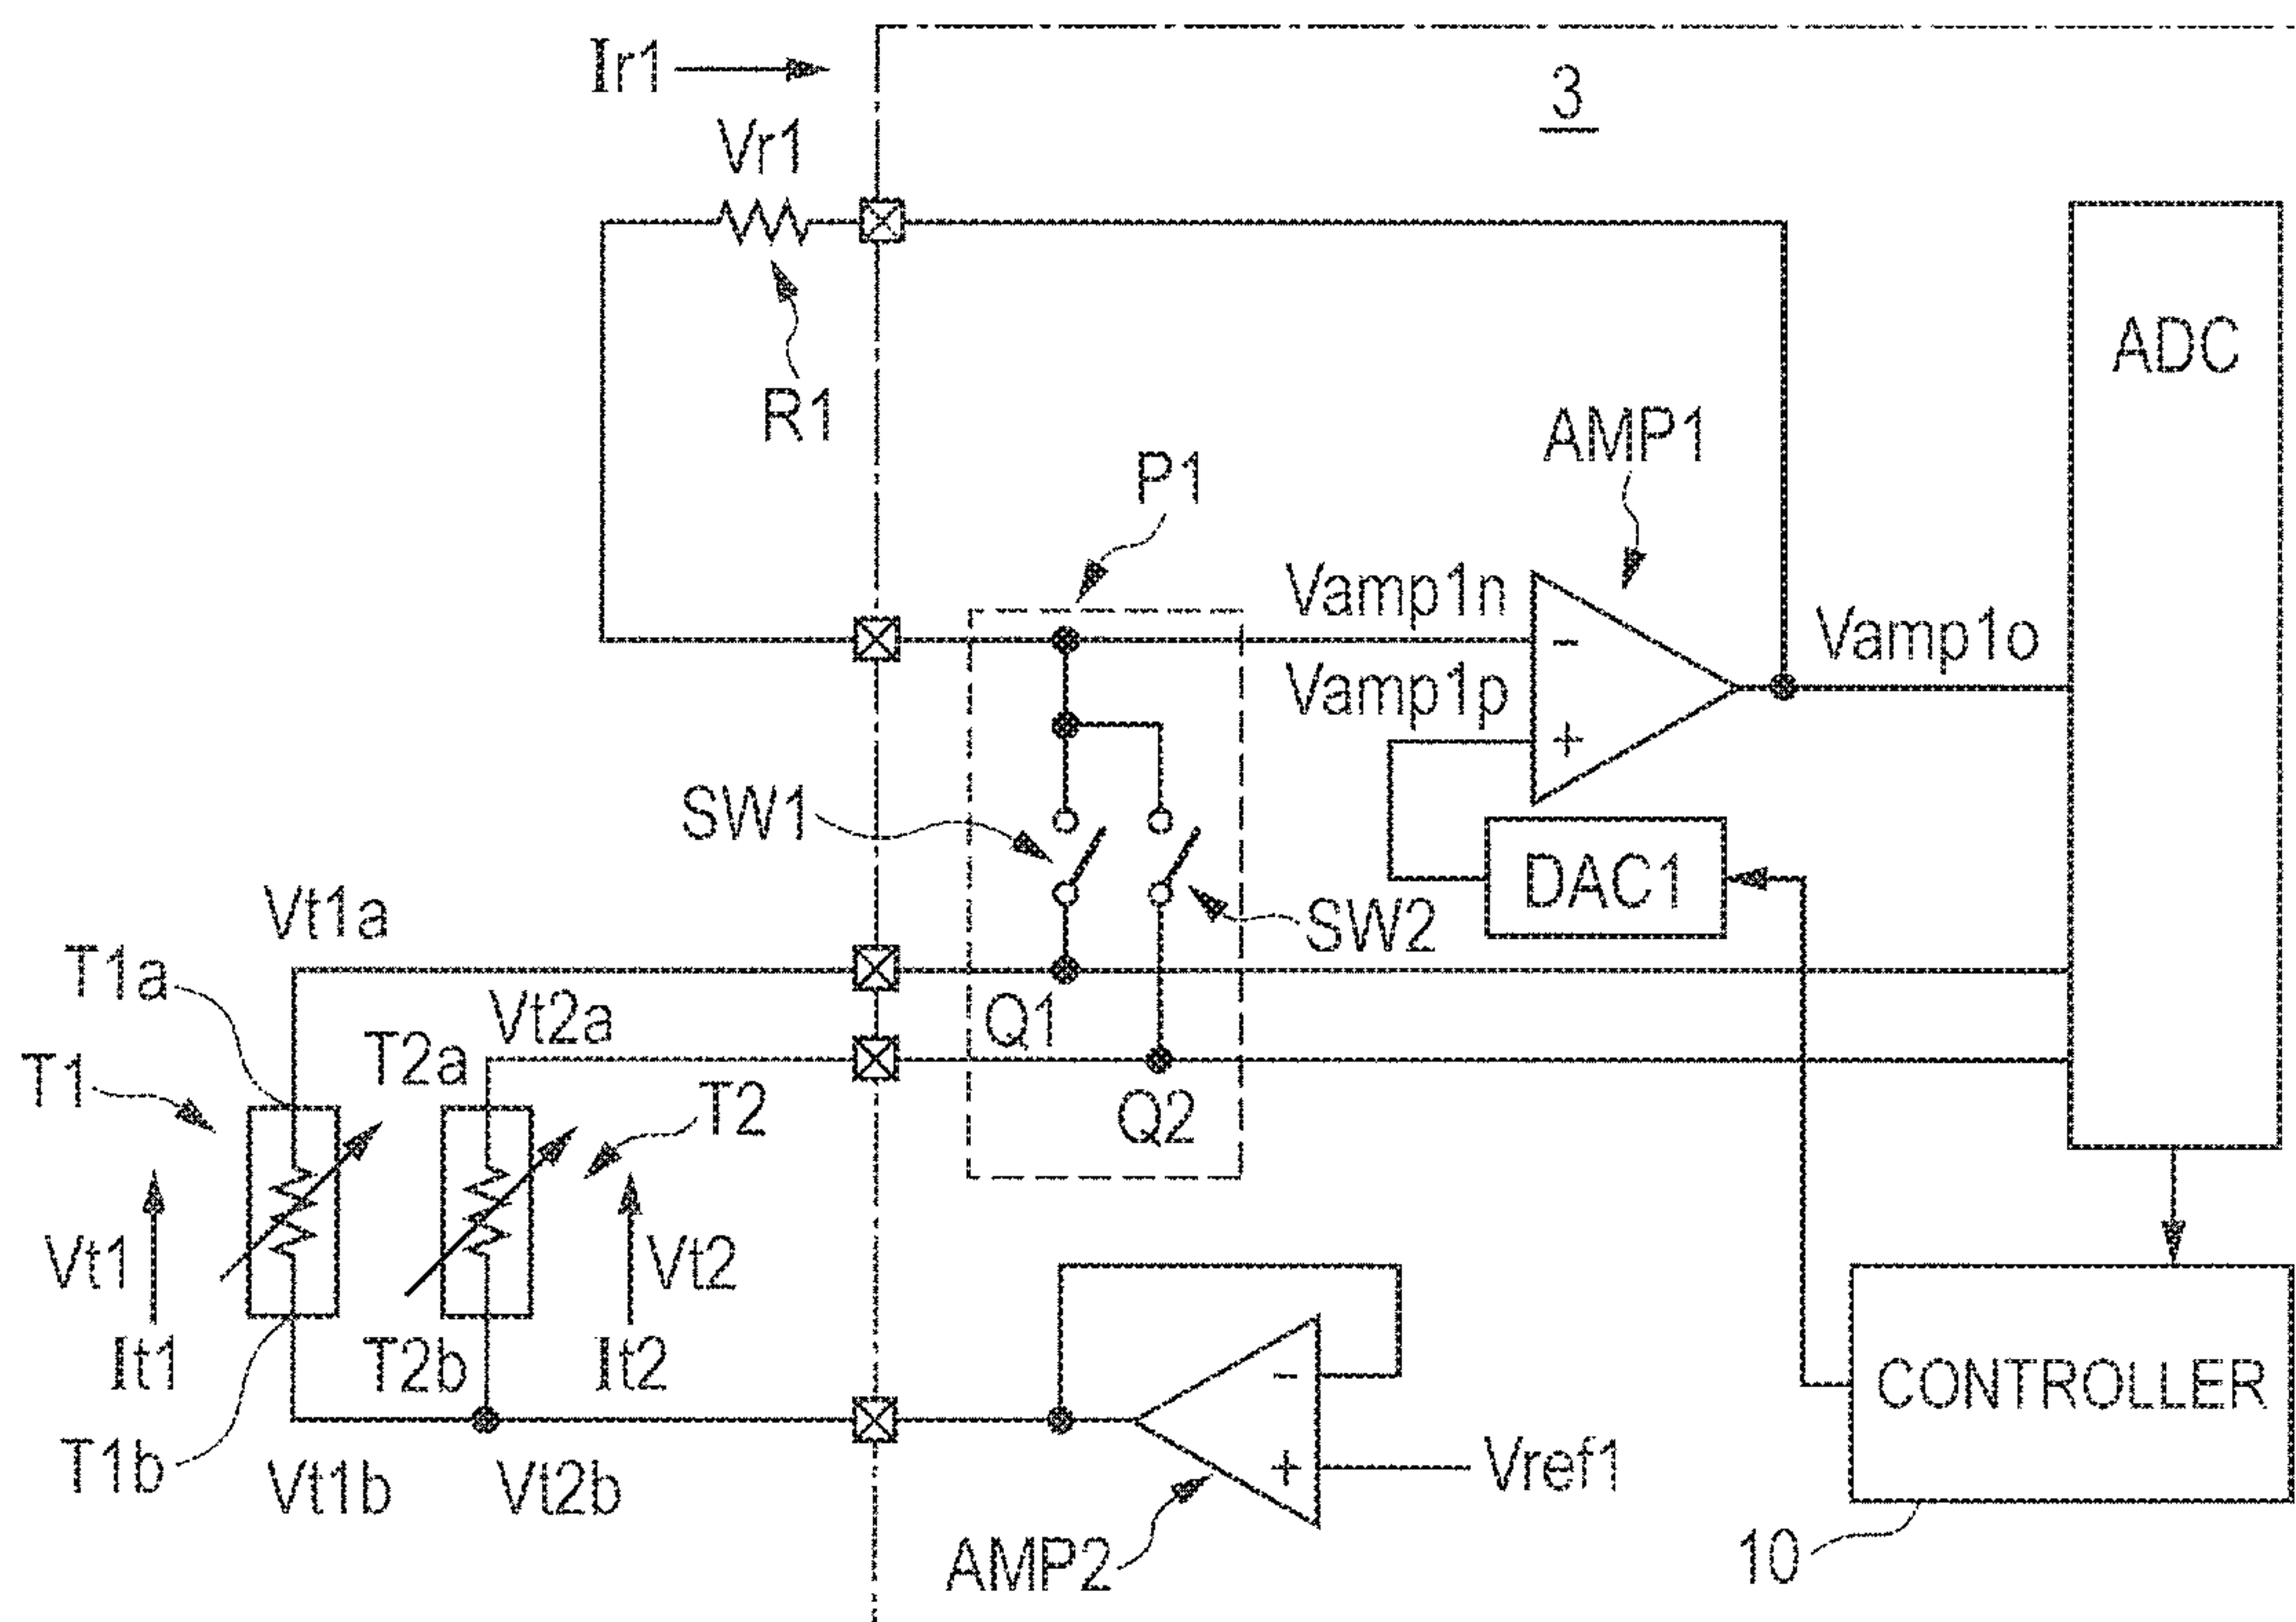 Ir1
3
Vr1
R1
ADC
AMP1
P1
Vamp1n
Vamp1o
Vamp1p
-
+
SW1
DAC1
SW2
Vt1a
T1a
Vt2a
Q1
T2a
T1
T2
Q2
Vt1
Vt2
It1
T2b
It2
-
CONTROLLER
T1b
Vt1b
Vt2b
+
Vref1
AMP2
10